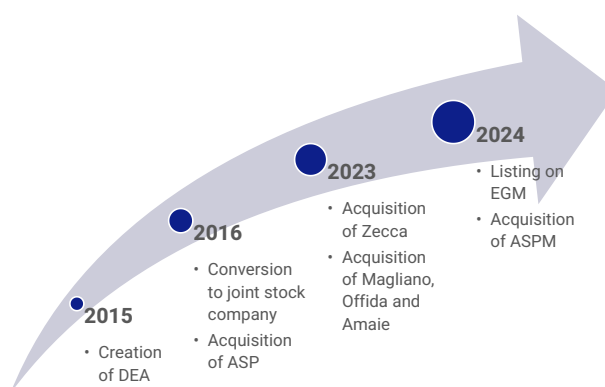 2015
• Creation
of DEA
2016
• Conversion
to joint stock
company
• Acquisition
of ASP
2023
• Acquisition
of Zecca
• Acquisition
of Magliano,
Offida and
Amaie
2024
• Listing on
EGM
• Acquisition
of ASPM